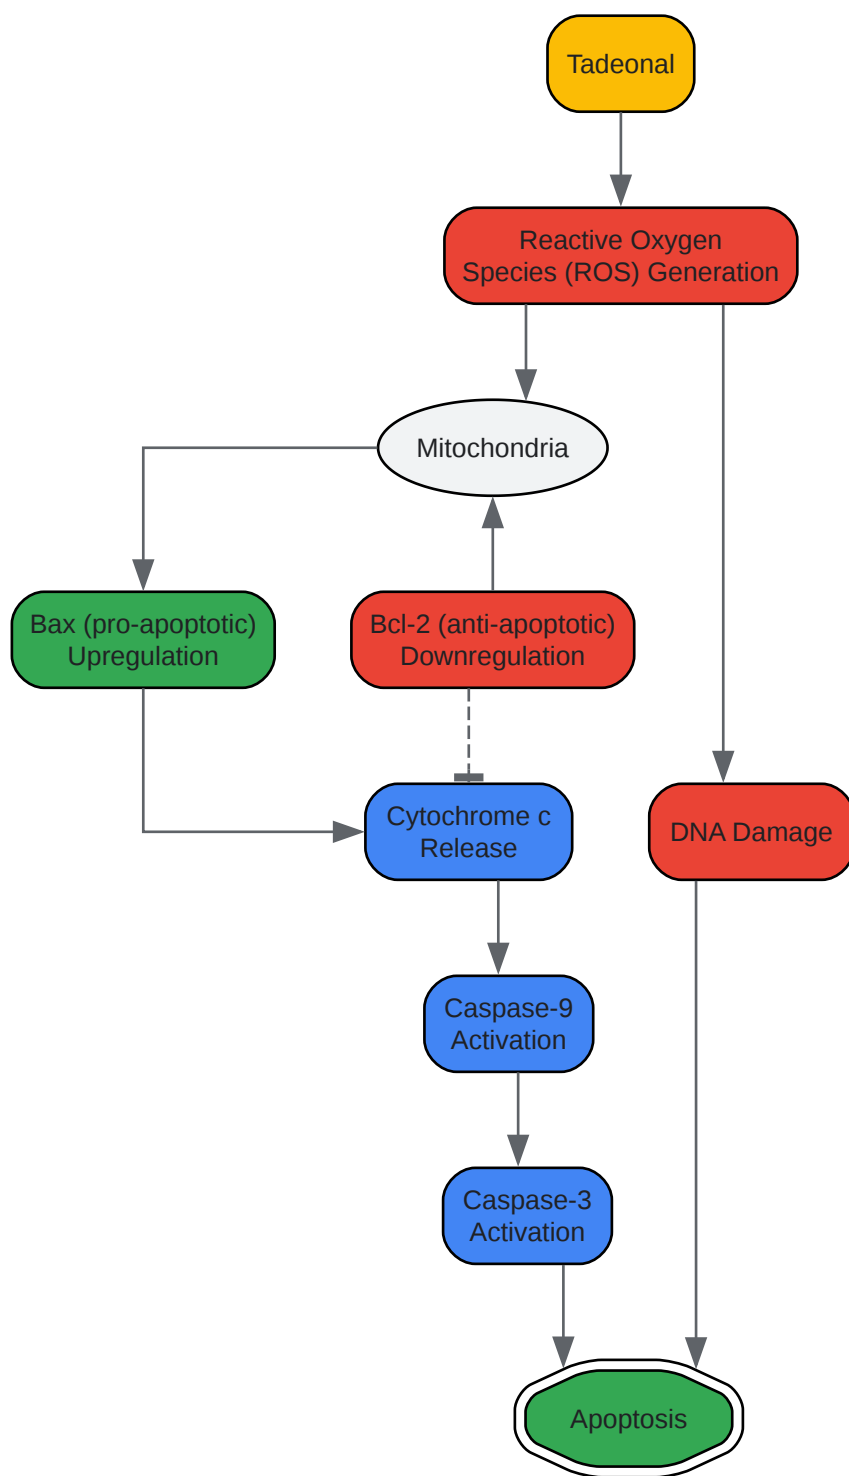 Tadeonal
Reactive Oxygen
Species (ROS) Generation
Mitochondria
Bax (pro-apoptotic)
Upregulation
Bcl-2 (anti-apoptotic)
Downregulation
Cytochrome c
Release
DNA Damage
Caspase-9
Activation
Caspase-3
Activation
Apoptosis